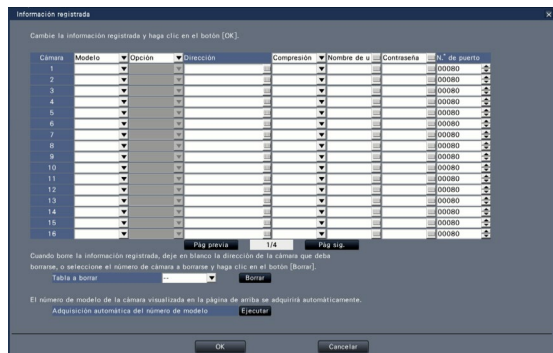 Información registrada
Cambie la información registrada y haga clic en el botón [OK].
Cámara Modelo Opción Dirección Compresión Nombre de u Contraseña N.° de puerto
1 00080
2 00080
3 00080
4 00080
5 00080
6 00080
7 00080
8 00080
9 00080
10 00080
11 00080
12 00080
13 00080
14 00080
15 00080
16 00080
Pàg previa 1/4 Pàg sig.
Cuando borre la información registrada, deje en blanco la dirección de la cámara que deba
borrarse, o seleccione el número de cámara a borrarse y haga clic en el botón [Borrar].
Tabla a borrar -- Borrar
El número de modelo de la cámara visualizada en la página de arriba se adquirirá automáticamente.
Adquisición automática del número de modelo Ejecutar
OK Cancelar